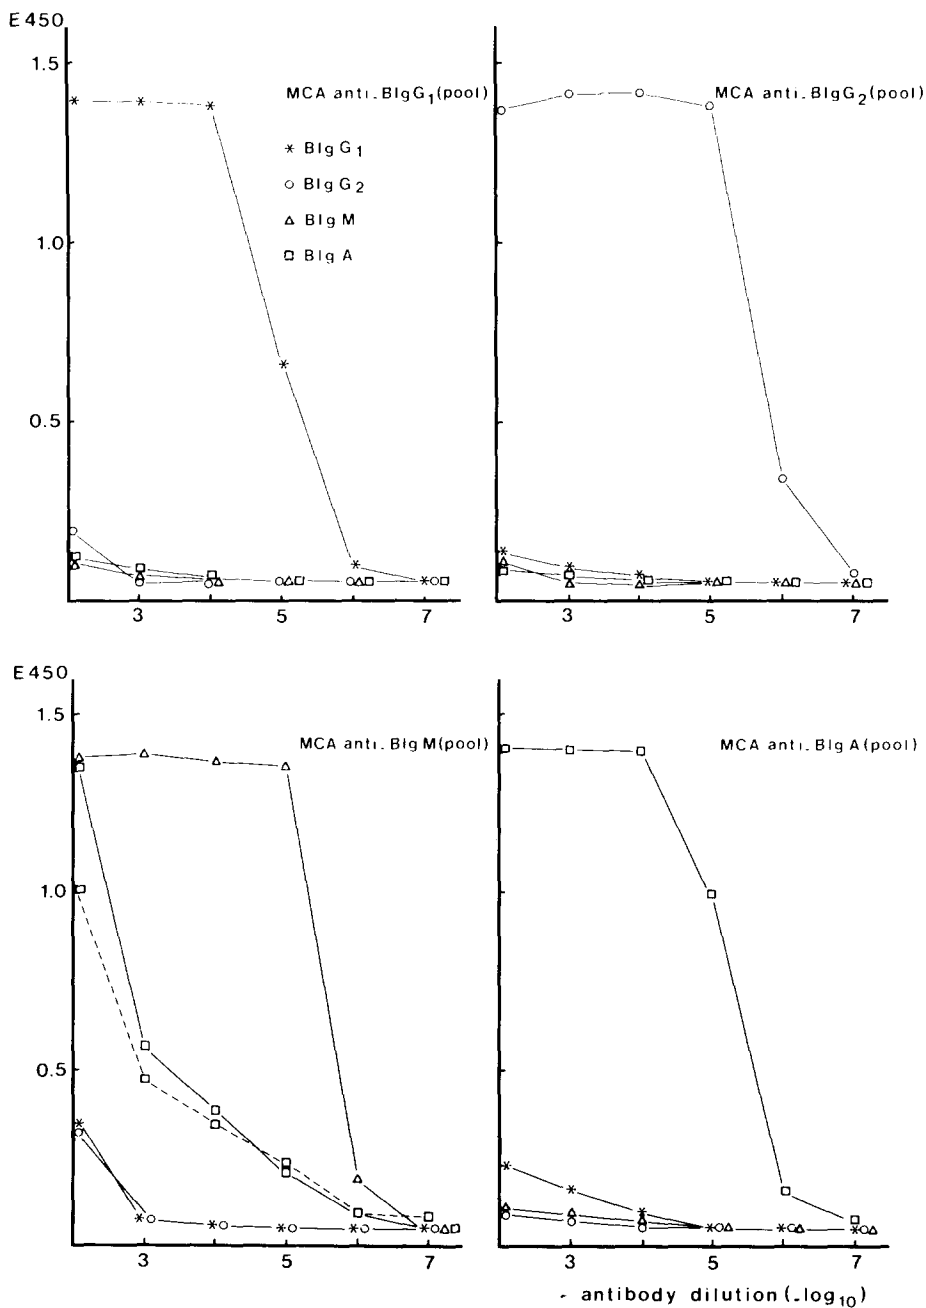 E 450
1.5
1.0
0.5
MCA anti-BIgG1(pool)
BIgG1
BIgG2
BIgM
BIgA
3 5 7
MCA anti-BIgG2(pool)
3 5 7
E 450
1.5
1.0
0.5
MCA anti-BIgM(pool)
3 5 7
MCA anti-BIgA(pool)
3 5 7
- antibody dilution(-log10)